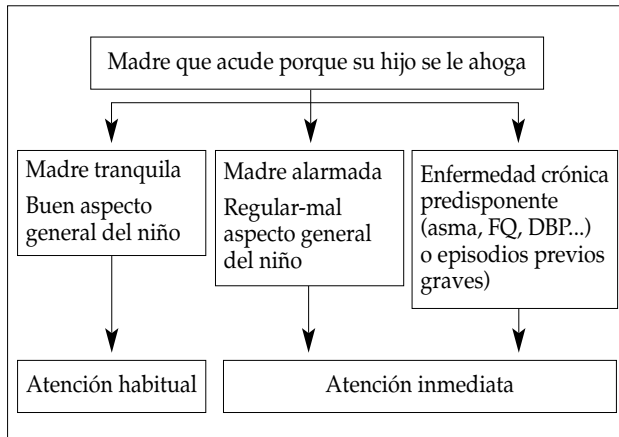 Madre que acude porque su hijo se le ahoga
Madre tranquila
Buen aspecto
general del niño
Madre alarmada
Regular-mal
aspecto general
del niño
Enfermedad crónica
predisponente
(asma, FQ, DBP...)
o episodios previos
graves)
Atención habitual
Atención inmediata